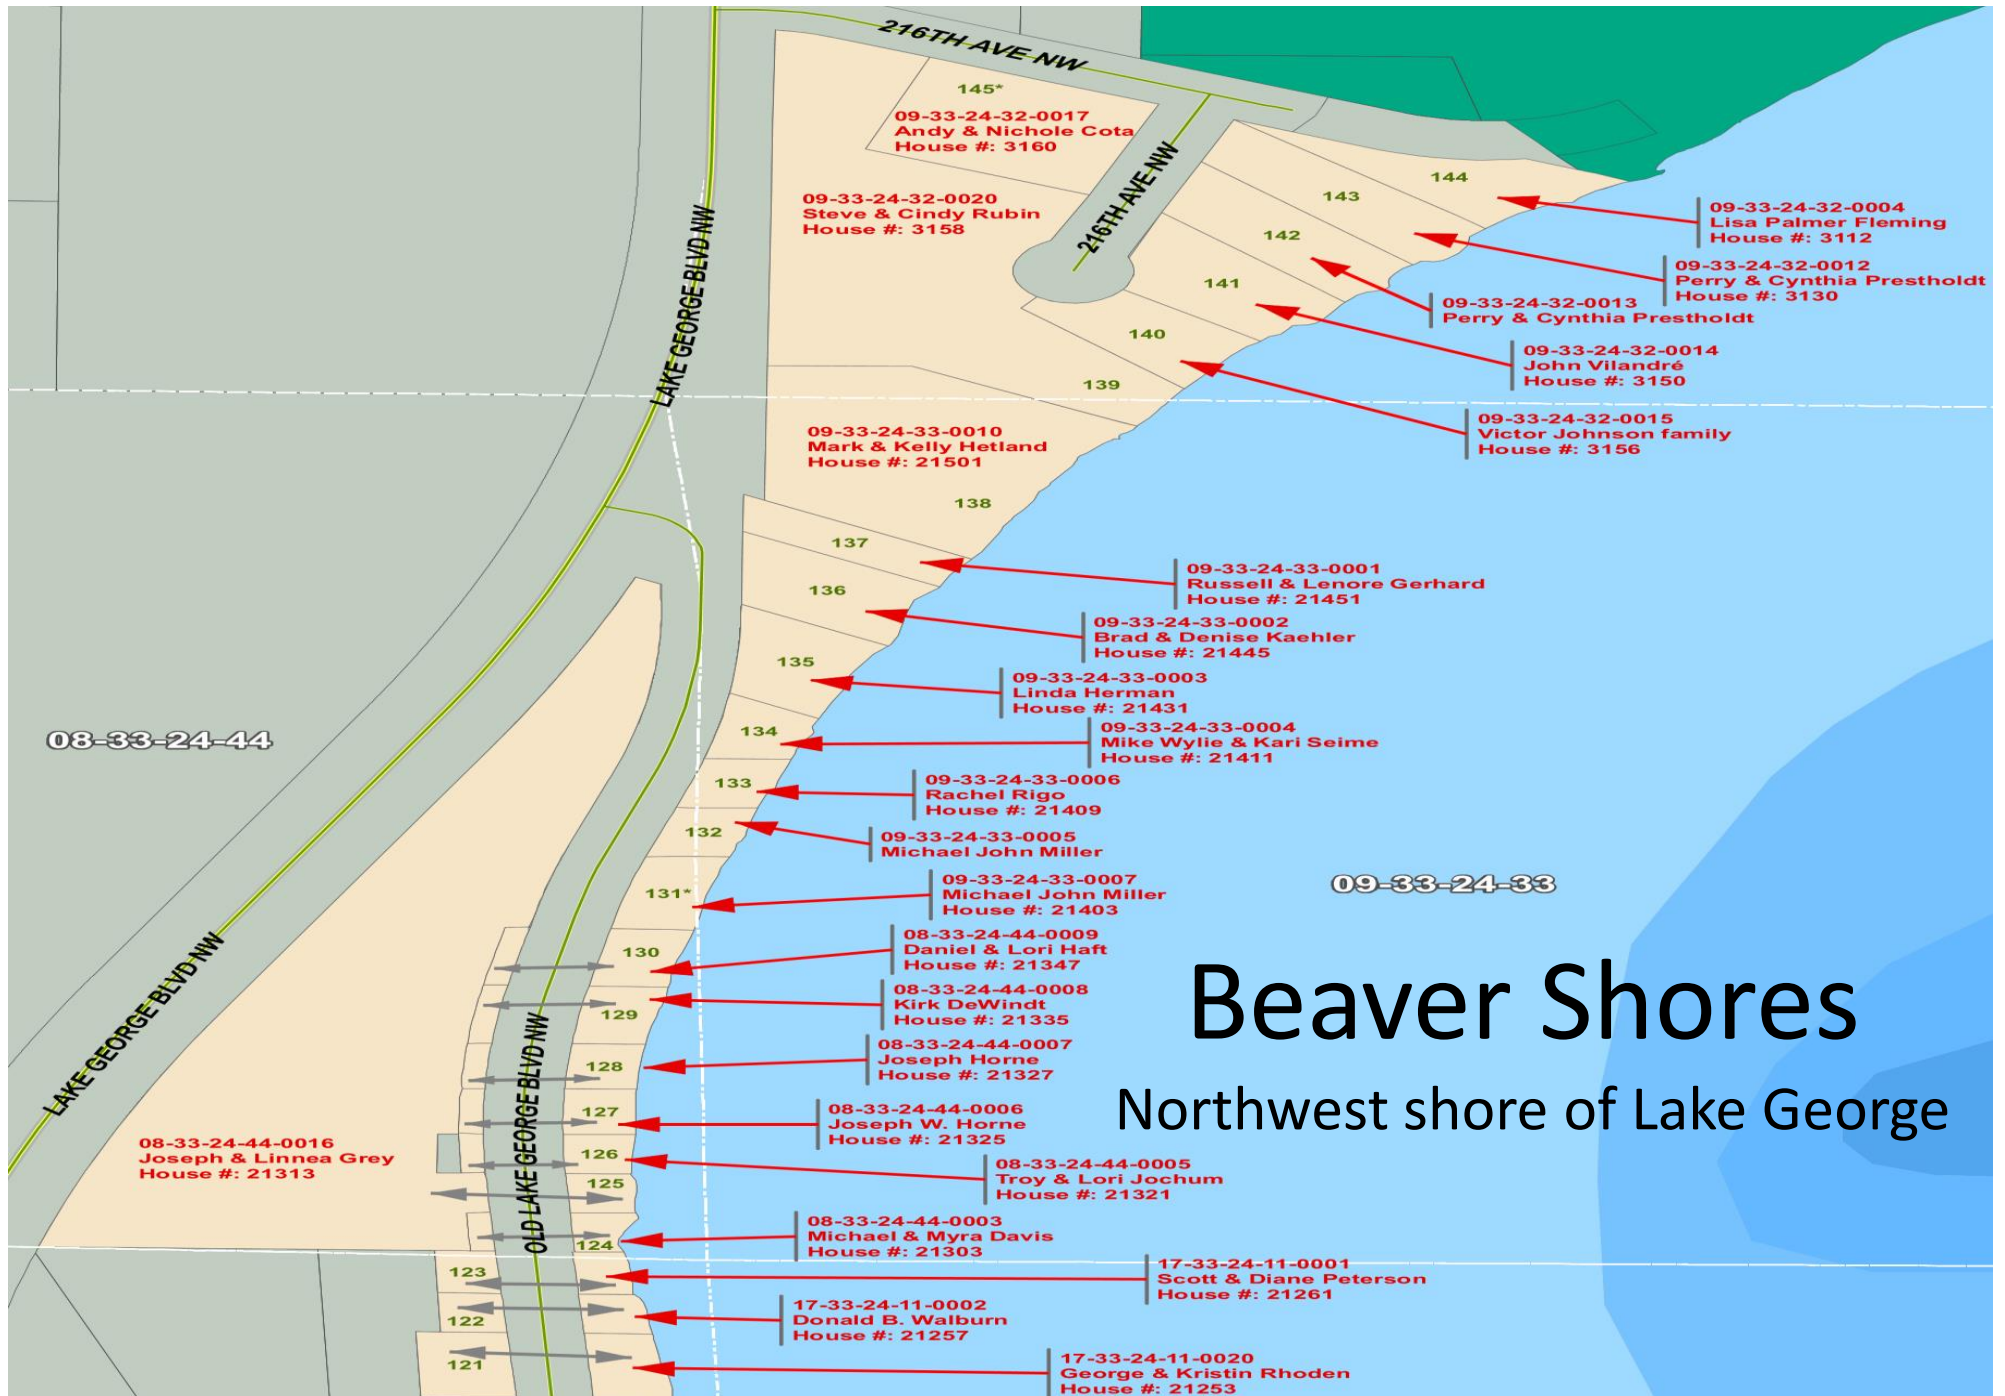 216TH AVE NW
145*
09-33-24-32-0017
Andy & Nichole Cota
House #: 3160
216TH AVE NW
09-33-24-32-0020
Steve & Cindy Rubin
House #: 3158
LAKE GEORGE BLVD NW
144
09-33-24-32-0004
Lisa Palmer Fleming
House #: 3112
143
09-33-24-32-0012
Perry & Cynthia Prestholdt
House #: 3130
142
09-33-24-32-0013
Perry & Cynthia Prestholdt
141
09-33-24-32-0014
John Vilandré
House #: 3150
140
09-33-24-32-0015
Victor Johnson family
House #: 3156
139
09-33-24-33-0010
Mark & Kelly Hetland
House #: 21501
138
137
09-33-24-33-0001
Russell & Lenore Gerhard
House #: 21451
136
09-33-24-33-0002
Brad & Denise Kaehler
House #: 21445
135
09-33-24-33-0003
Linda Herman
House #: 21431
134
09-33-24-33-0004
Mike Wylie & Kari Seime
House #: 21411
08-33-24-44
133
09-33-24-33-0006
Rachel Rigo
House #: 21409
132
09-33-24-33-0005
Michael John Miller
131*
09-33-24-33-0007
Michael John Miller
House #: 21403
09-33-24-33
130
08-33-24-44-0009
Daniel & Lori Haft
House #: 21347
129
08-33-24-44-0008
Kirk DeWindt
House #: 21335
Beaver Shores
Northwest shore of Lake George
LAKE GEORGE BLVD NW
OLD LAKE GEORGE BLVD NW
128
08-33-24-44-0007
Joseph Horne
House #: 21327
127
08-33-24-44-0006
Joseph W. Horne
House #: 21325
08-33-24-44-0016
Joseph & Linnea Grey
House #: 21313
126
08-33-24-44-0005
Troy & Lori Jochum
House #: 21321
125
124
08-33-24-44-0003
Michael & Myra Davis
House #: 21303
123
17-33-24-11-0001
Scott & Diane Peterson
House #: 21261
122
17-33-24-11-0002
Donald B. Walburn
House #: 21257
121
17-33-24-11-0020
George & Kristin Rhoden
House #: 21253